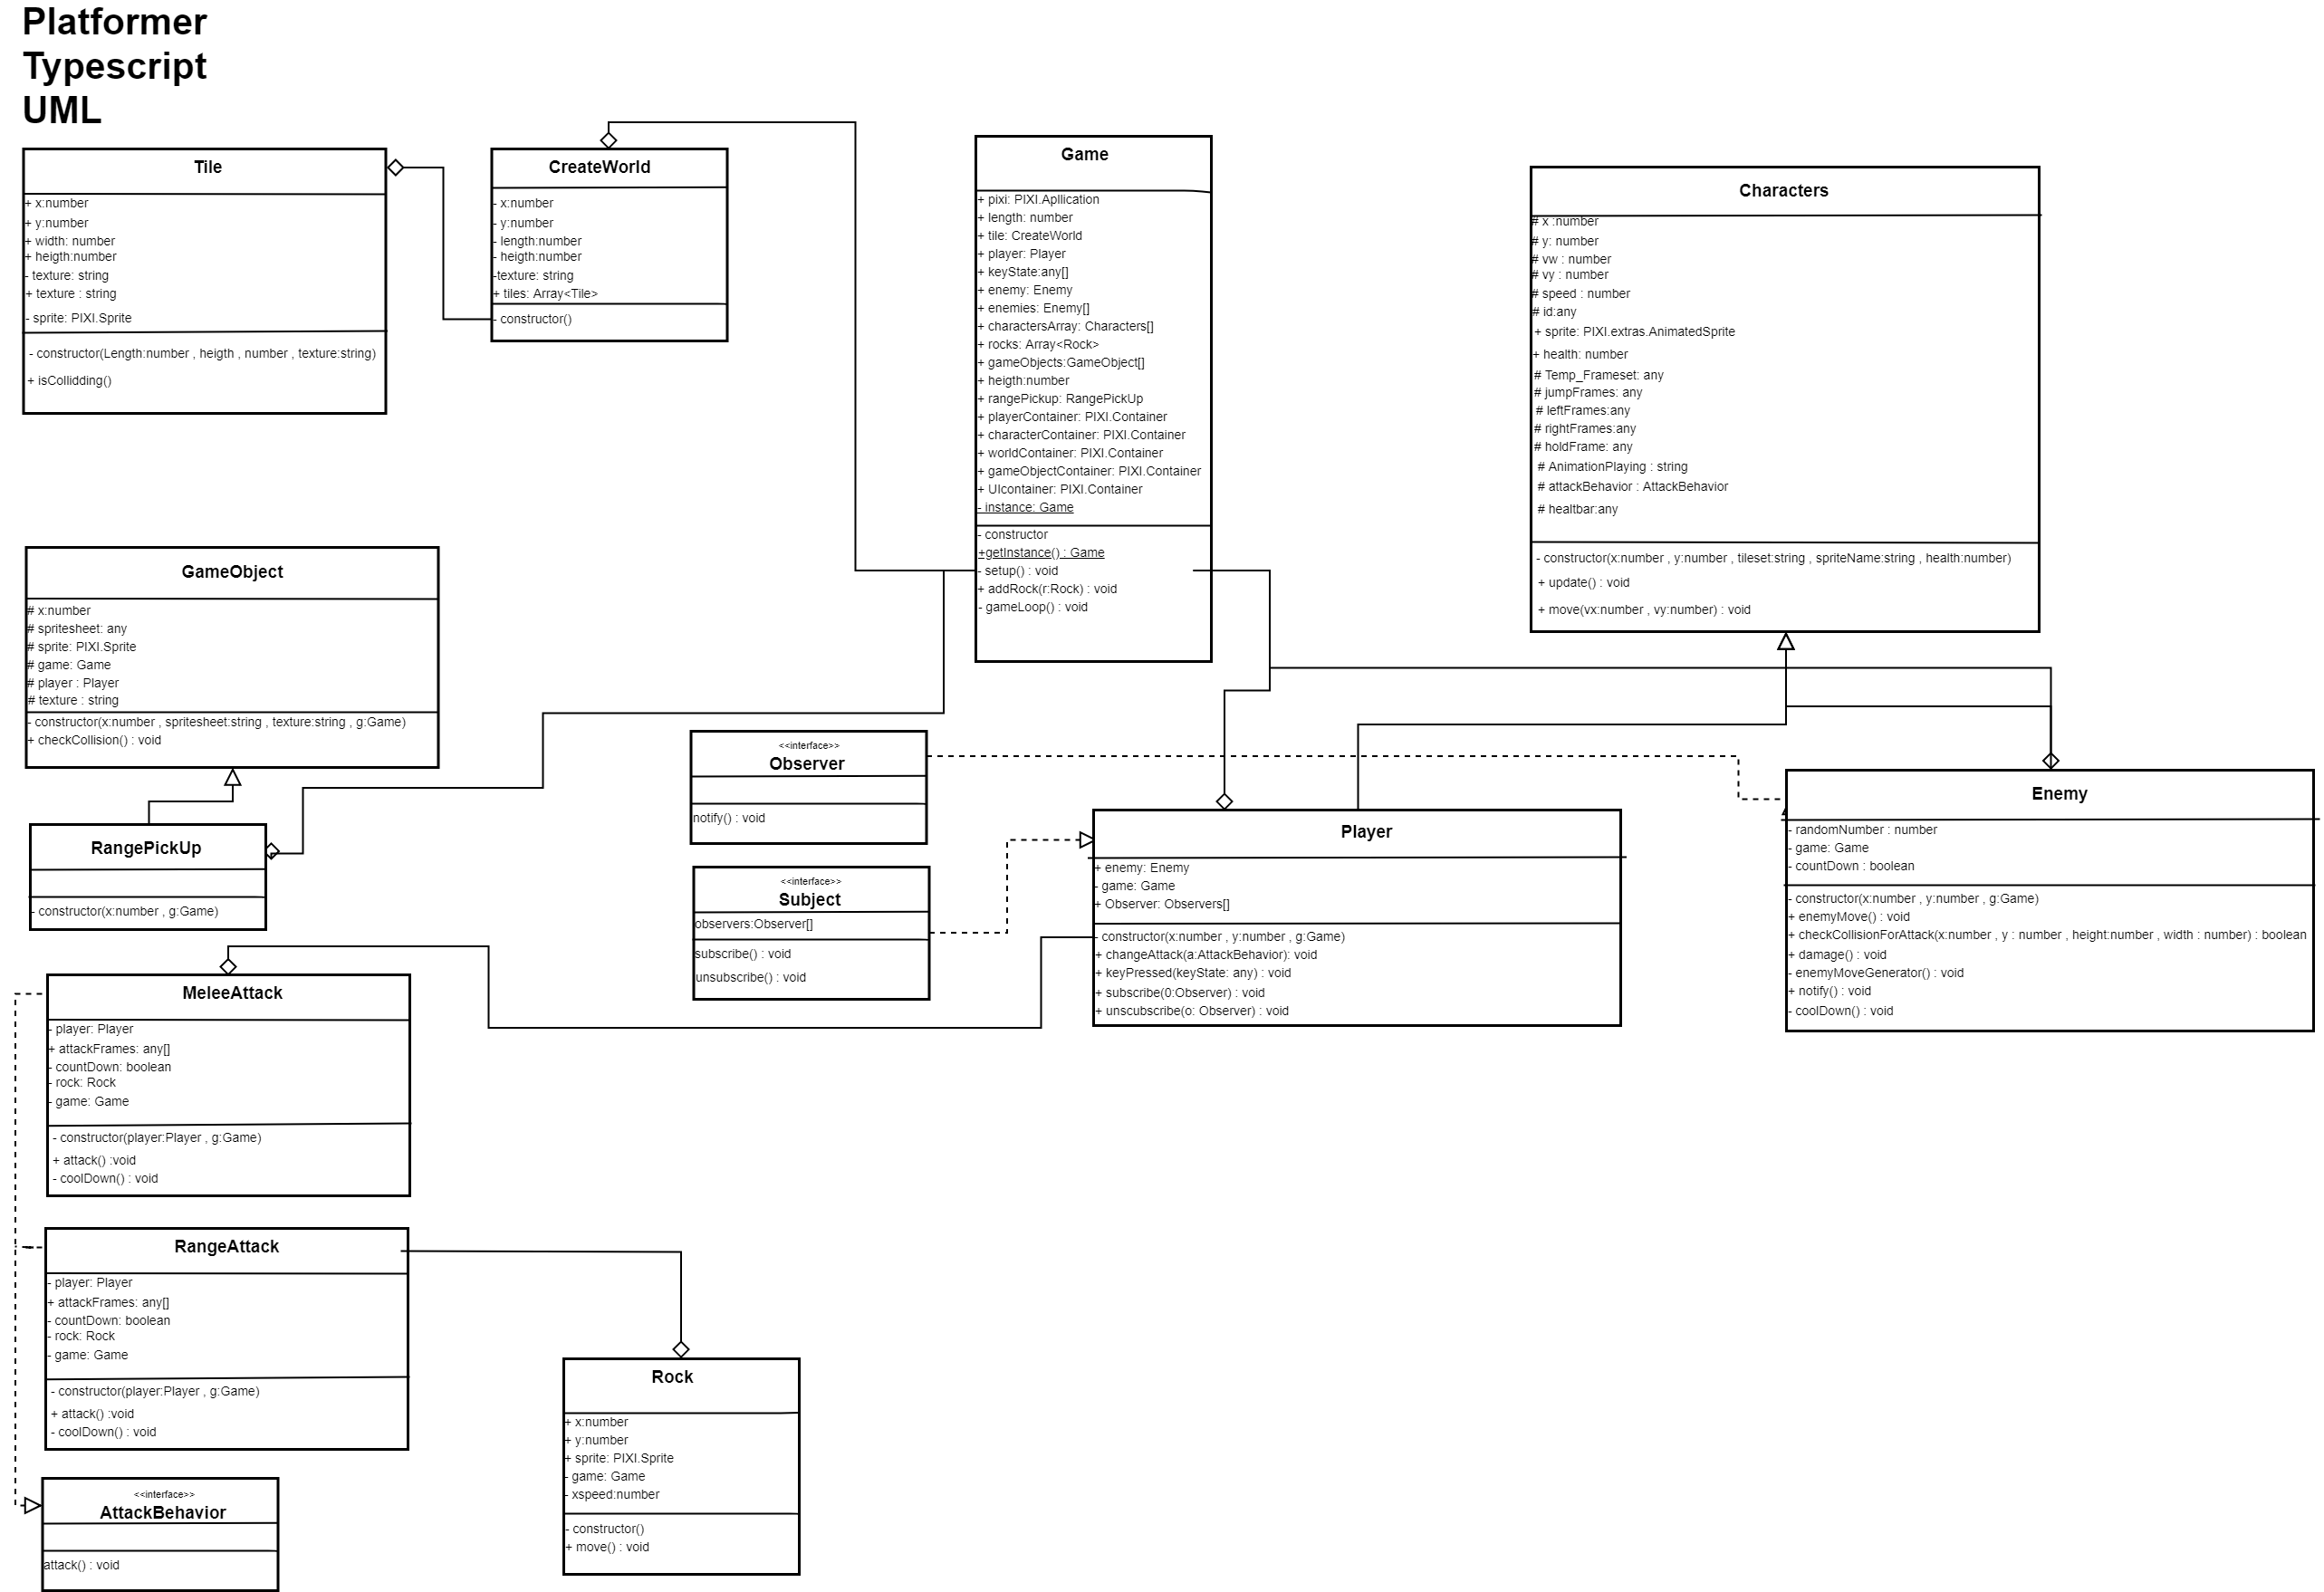 Platformer
Typescript
UML
Tile
+ x:number
+ y:number
+ width: number
+ heigth:number
- texture: string
+ texture : string
- sprite: PIXI.Sprite
- constructor(Length:number , heigth , number , texture:string)
+ isCollidding()
CreateWorld
- x:number
- y:number
- length:number
- heigth:number
-texture: string
+ tiles: Array<Tile>
- constructor()
Game
+ pixi: PIXI.Apllication
+ length: number
+ tile: CreateWorld
+ player: Player
+ keyState:any[]
+ enemy: Enemy
+ enemies: Enemy[]
+ charactersArray: Characters[]
+ rocks: Array<Rock>
+ gameObjects:GameObject[]
+ heigth:number
+ rangePickup: RangePickUp
+ playerContainer: PIXI.Container
+ characterContainer: PIXI.Container
+ worldContainer: PIXI.Container
+ gameObjectContainer: PIXI.Container
+ UIcontainer: PIXI.Container
- instance: Game
- constructor
+getInstance() : Game
- setup() : void
+ addRock(r:Rock) : void
- gameLoop() : void
Characters
# x :number
# y: number
# vw : number
# vy : number
# speed : number
# id:any
+ sprite: PIXI.extras.AnimatedSprite
+ health: number
# Temp_Frameset: any
# jumpFrames: any
# leftFrames:any
# rightFrames:any
# holdFrame: any
# AnimationPlaying : string
# attackBehavior : AttackBehavior
# healtbar:any
- constructor(x:number , y:number , tileset:string , spriteName:string , health:number)
+ update() : void
+ move(vx:number , vy:number) : void
GameObject
# x:number
# spritesheet: any
# sprite: PIXI.Sprite
# game: Game
# player : Player
# texture : string
- constructor(x:number , spritesheet:string , texture:string , g:Game)
+ checkCollision() : void
RangePickUp
- constructor(x:number , g:Game)
<<interface>>
Observer
notify() : void
<<interface>>
Subject
observers:Observer[]
subscribe() : void
unsubscribe() : void
Player
+ enemy: Enemy
- game: Game
+ Observer: Observers[]
- constructor(x:number , y:number , g:Game)
+ changeAttack(a:AttackBehavior): void
+ keyPressed(keyState: any) : void
+ subscribe(0:Observer) : void
+ unscubscribe(o: Observer) : void
Enemy
- randomNumber : number
- game: Game
- countDown : boolean
- constructor(x:number , y:number , g:Game)
+ enemyMove() : void
+ checkCollisionForAttack(x:number , y : number , height:number , width : number) : boolean
+ damage() : void
- enemyMoveGenerator() : void
+ notify() : void
- coolDown() : void
MeleeAttack
- player: Player
+ attackFrames: any[]
- countDown: boolean
- rock: Rock
- game: Game
- constructor(player:Player , g:Game)
+ attack() :void
- coolDown() : void
RangeAttack
- player: Player
+ attackFrames: any[]
- countDown: boolean
- rock: Rock
- game: Game
- constructor(player:Player , g:Game)
+ attack() :void
- coolDown() : void
Rock
+ x:number
+ y:number
+ sprite: PIXI.Sprite
- game: Game
- xspeed:number
- constructor()
+ move() : void
<<interface>>
AttackBehavior
attack() : void